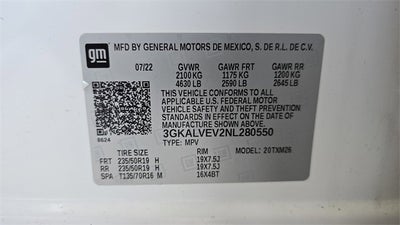 gm
MFD BY GENERAL MOTORS DE MEXICO, S. DE R.L. DE C.V.
07/22 GVWR GAWR FRT GAWR RR
2100 KG 1175 KG 1200 KG
4630 LB 2590 LB 2645 LB
THIS VEHICLE CONFORMS TO ALL
APPLICABLE U.S. FEDERAL MOTOR
VEHICLE SAFETY AND THEFT PREVENTION
STANDARDS IN EFFECT ON THE DATE OF
MANUFACTURE SHOWN ABOVE.
3GKALVEV2NL280550
TYPE: MPV
8624
TIRE SIZE RIM MODEL: 20TXM26
FRT 235/50R19 H 19X7.5J
RR 235/50R19 H 19X7.5J
SPA T135/70R16 M 16X4BT